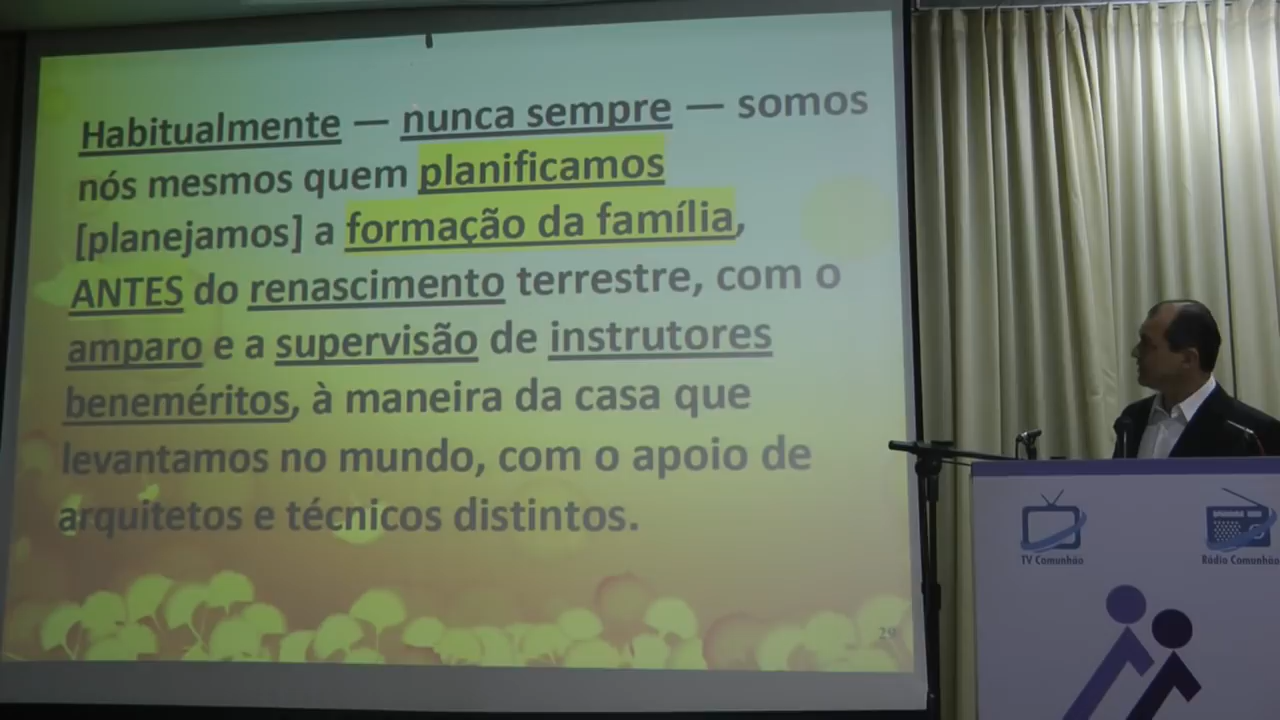 Habitualmente — nunca sempre — somos
nós mesmos quem planificamos
[planejamos] a formação da família,
ANTES do renascimento terrestre, com o
amparo e a supervisão de instrutores
beneméritos, à maneira da casa que
levantamos no mundo, com o apoio de
arquitetos e técnicos distintos.
29
TV Comunhão
Rádio Comunhão